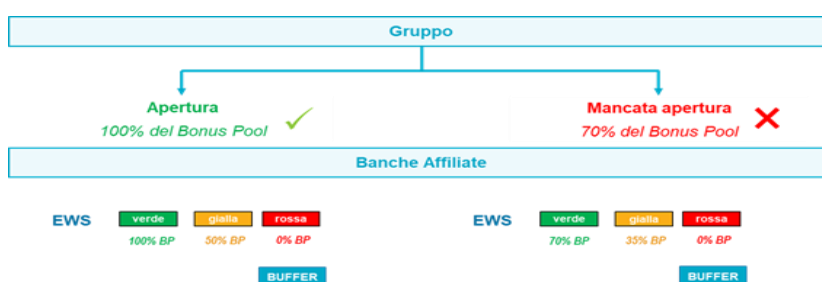 Gruppo
Apertura
100% del Bonus Pool
Mancata apertura
70% del Bonus Pool
Banche Affiliate
EWS verde gialla rossa
100% BP 50% BP 0% BP
BUFFER
EWS verde gialla rossa
70% BP 35% BP 0% BP
BUFFER